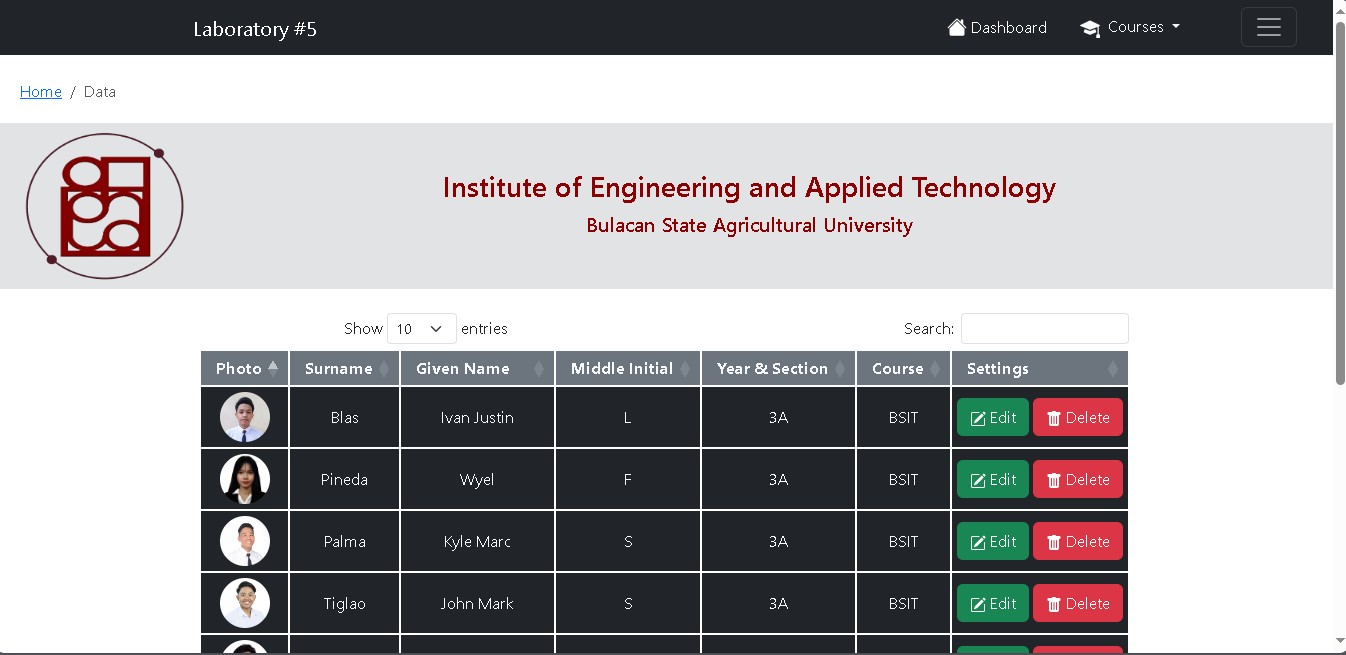 Laboratory #5
Dashboard
Courses
Home / Data
Institute of Engineering and Applied Technology
Bulacan State Agricultural University
Show 10 entries
Search:
Photo Surname Given Name Middle Initial Year & Section Course Settings
Blas Ivan Justin L 3A BSIT Edit Delete
Pineda Wyel F 3A BSIT Edit Delete
Palma Kyle Marc S 3A BSIT Edit Delete
Tiglao John Mark S 3A BSIT Edit Delete